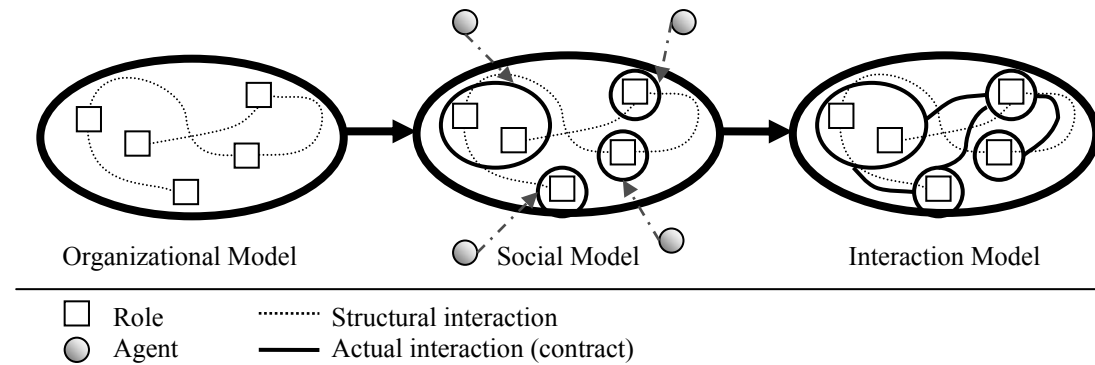 Organizational Model
Social Model
Interaction Model
Role
Structural interaction
Agent
Actual interaction (contract)